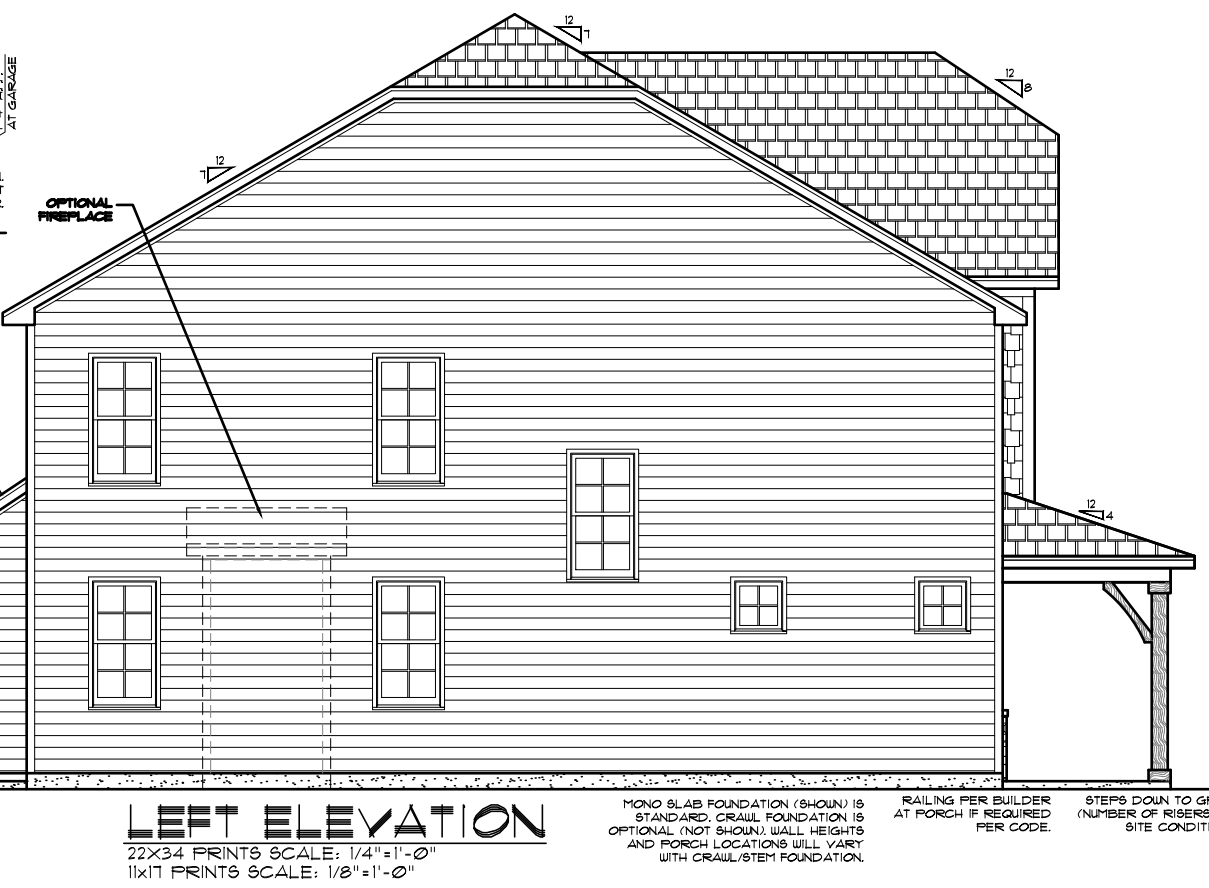 12
7
12
8
AT GARAGE
12
7
OPTIONAL
FIREPLACE
12
4
LEFT ELEVATION
22X34 PRINTS SCALE: 1/4"=1'-0"
11x17 PRINTS SCALE: 1/8"=1'-0"
MONO SLAB FOUNDATION (SHOWN) IS
STANDARD. CRAWL FOUNDATION IS
OPTIONAL (NOT SHOWN). WALL HEIGHTS
AND PORCH LOCATIONS WILL VARY
WITH CRAWL/STEM FOUNDATION.
RAILING PER BUILDER
AT PORCH IF REQUIRED
PER CODE.
STEPS DOWN TO
(NUMBER OF RISERS
SITE